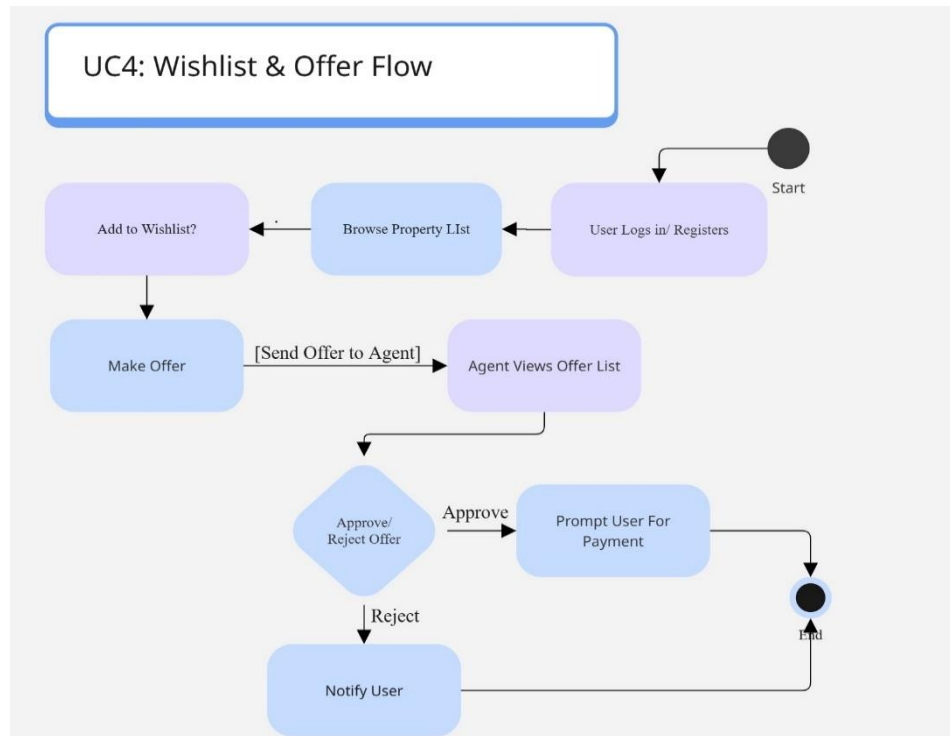 UC4: Wishlist & Offer Flow
Start
User Logs in/ Registers
Browse Property LIst
Add to Wishlist?
Make Offer
[Send Offer to Agent]
Agent Views Offer List
Approve/
Reject Offer
Approve
Prompt User For
Payment
Reject
Notify User
End